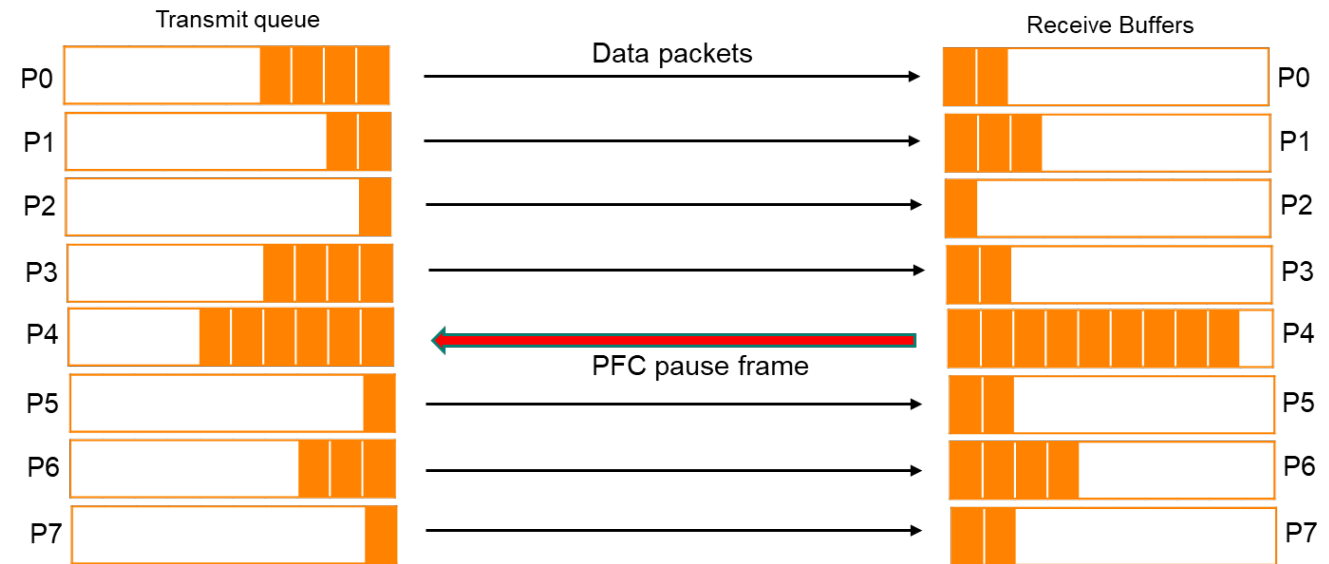 Transmit queue
Receive Buffers
Data packets
P0
P0
P1
P1
P2
P2
P3
P3
P4
P4
PFC pause frame
P5
P5
P6
P6
P7
P7